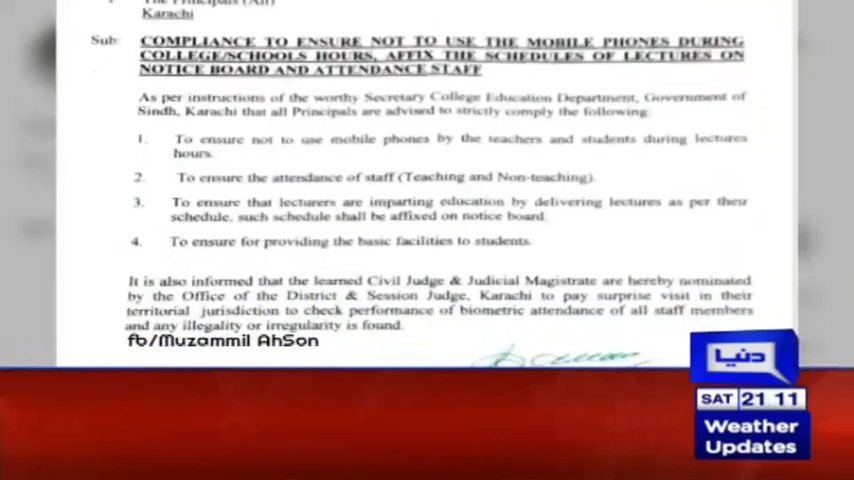 The Principals (All)
Karachi
Sub: COMPLIANCE TO ENSURE NOT TO USE THE MOBILE PHONES DURING
COLLEGE/SCHOOLS HOURS, AFFIX THE SCHEDULES OF LECTURES ON
NOTICE BOARD AND ATTENDANCE STAFF
As per instructions of the worthy Secretary College Education Department, Government of
Sindh, Karachi that all Principals are advised to strictly comply the following:
1. To ensure not to use mobile phones by the teachers and students during lectures
hours.
2. To ensure the attendance of staff (Teaching and Non-teaching).
3. To ensure that lecturers are imparting education by delivering lectures as per their
schedule, such schedule shall be affixed on notice board.
4. To ensure for providing the basic facilities to students.
It is also informed that the learned Civil Judge & Judicial Magistrate are hereby nominated
by the Office of the District & Session Judge, Karachi to pay surprise visit in their
territorial jurisdiction to check performance of biometric attendance of all staff members
and any illegality or irregularity is found.
fb/Muzammil AhSon
دنیا
SAT 21 11
Weather
Updates